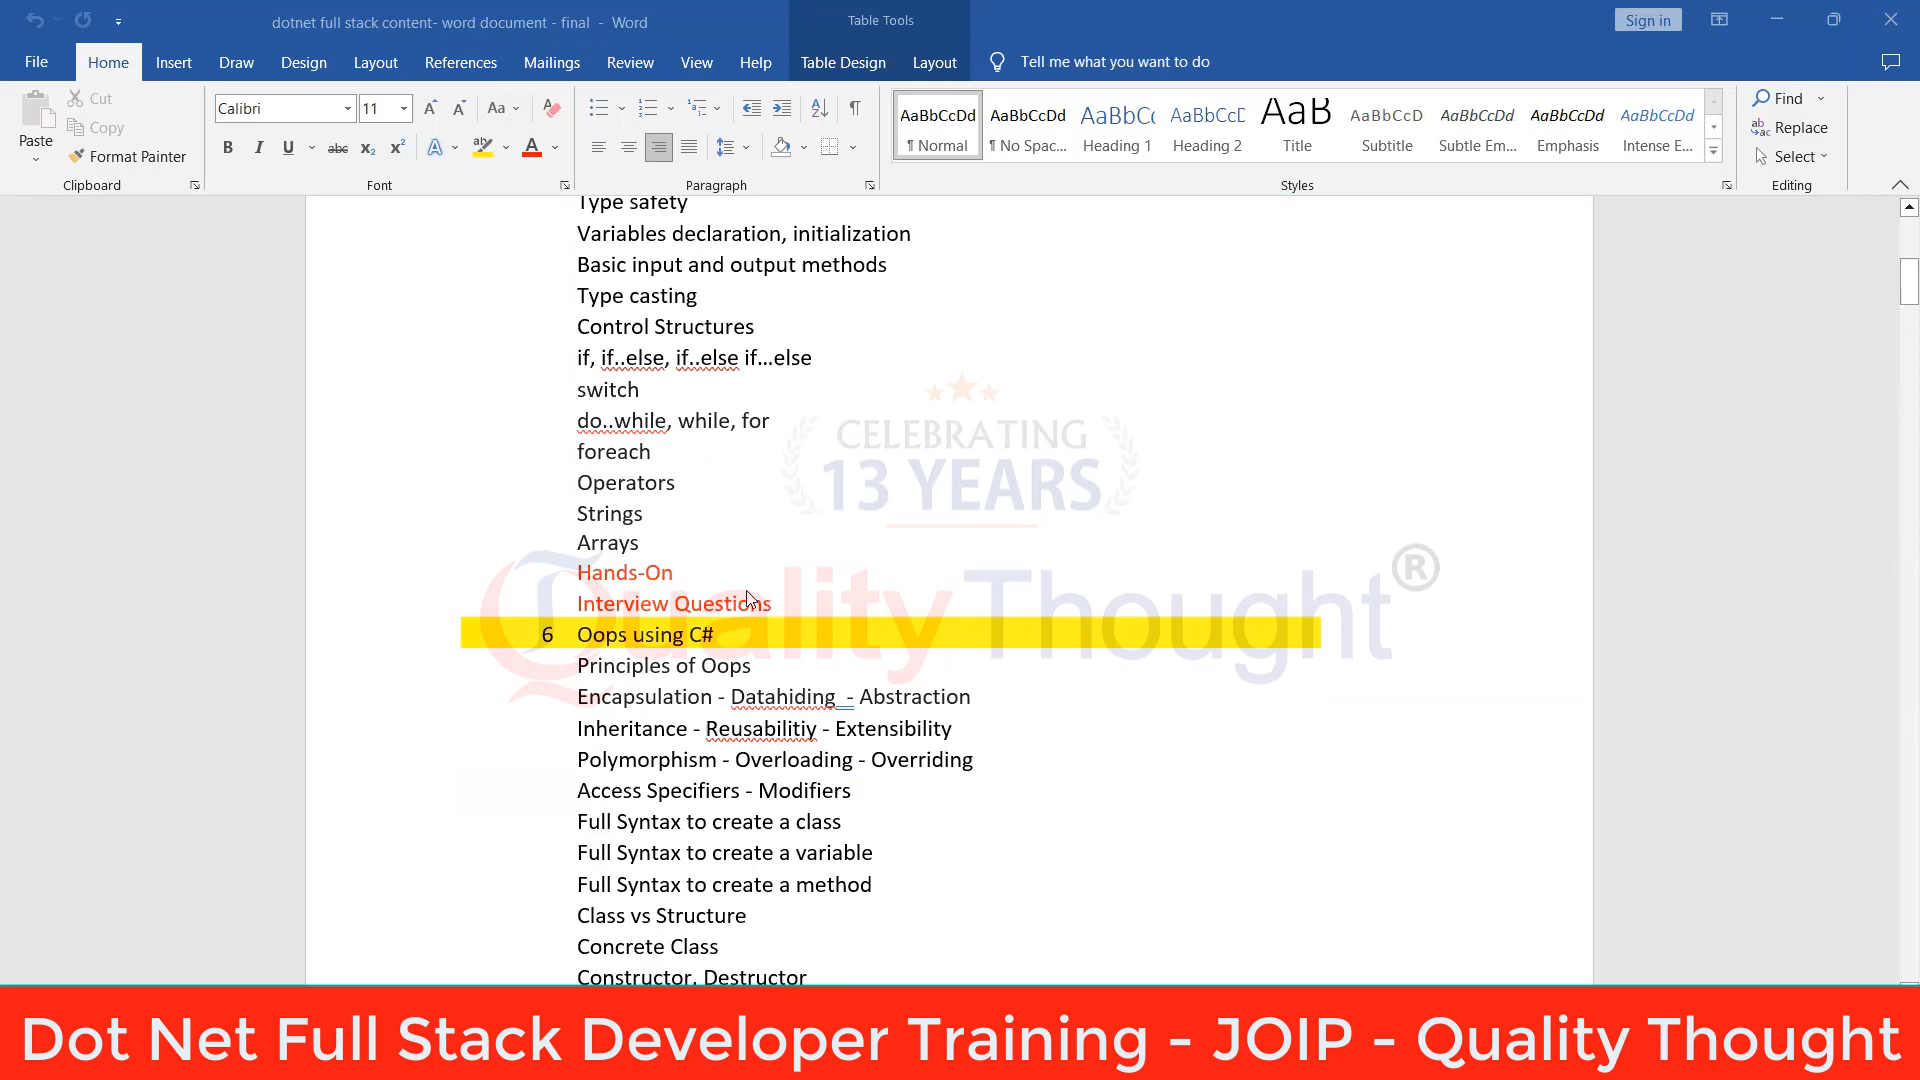 dotnet full stack content- word document - final - Word
Table Tools
Sign in
File
Home
Insert
Draw
Design
Layout
References
Mailings
Review
View
Help
Table Design
Layout
Tell me what you want to do
Paste
Cut
Copy
Format Painter
Clipboard
Calibri
11
Aa
B I U abc x₂ x² A ab A
Font
Paragraph
AaBbCcDd
¶ Normal
AaBbCcDd
¶ No Spac...
AaBbCc
Heading 1
AaBbCcC
Heading 2
AaB
Title
AaBbCcD
Subtitle
AaBbCcDd
Subtle Em...
AaBbCcDd
Emphasis
AaBbCcDd
Intense E...
Styles
Find
Replace
Select
Editing
Type safety
Variables declaration, initialization
Basic input and output methods
Type casting
Control Structures
if, if..else, if..else if...else
switch
do..while, while, for
foreach
Operators
Strings
Arrays
Hands-On
Interview Questions
6 Oops using C#
Principles of Oops
Encapsulation - Datahiding - Abstraction
Inheritance - Reusabilitiy - Extensibility
Polymorphism - Overloading - Overriding
Access Specifiers - Modifiers
Full Syntax to create a class
Full Syntax to create a variable
Full Syntax to create a method
Class vs Structure
Concrete Class
Constructor, Destructor
CELEBRATING
13 YEARS
QualityThought®
Dot Net Full Stack Developer Training - JOIP - Quality Thought